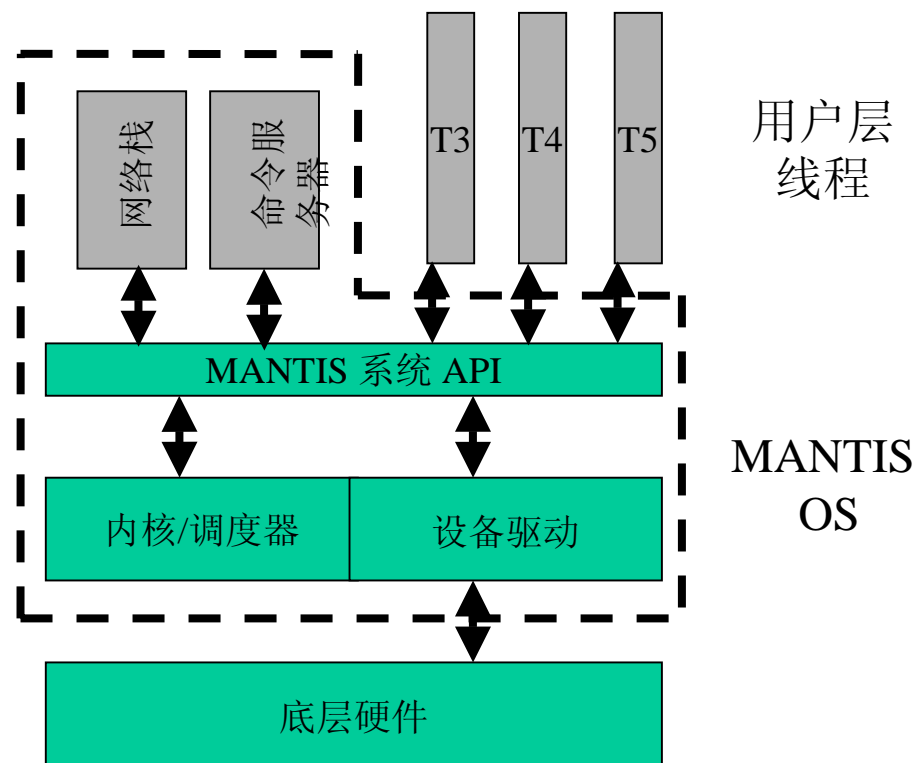 网络栈
命令服
务器
T3
T4
T5
用户层
线程
MANTIS 系统 API
MANTIS
OS
内核/调度器
设备驱动
底层硬件